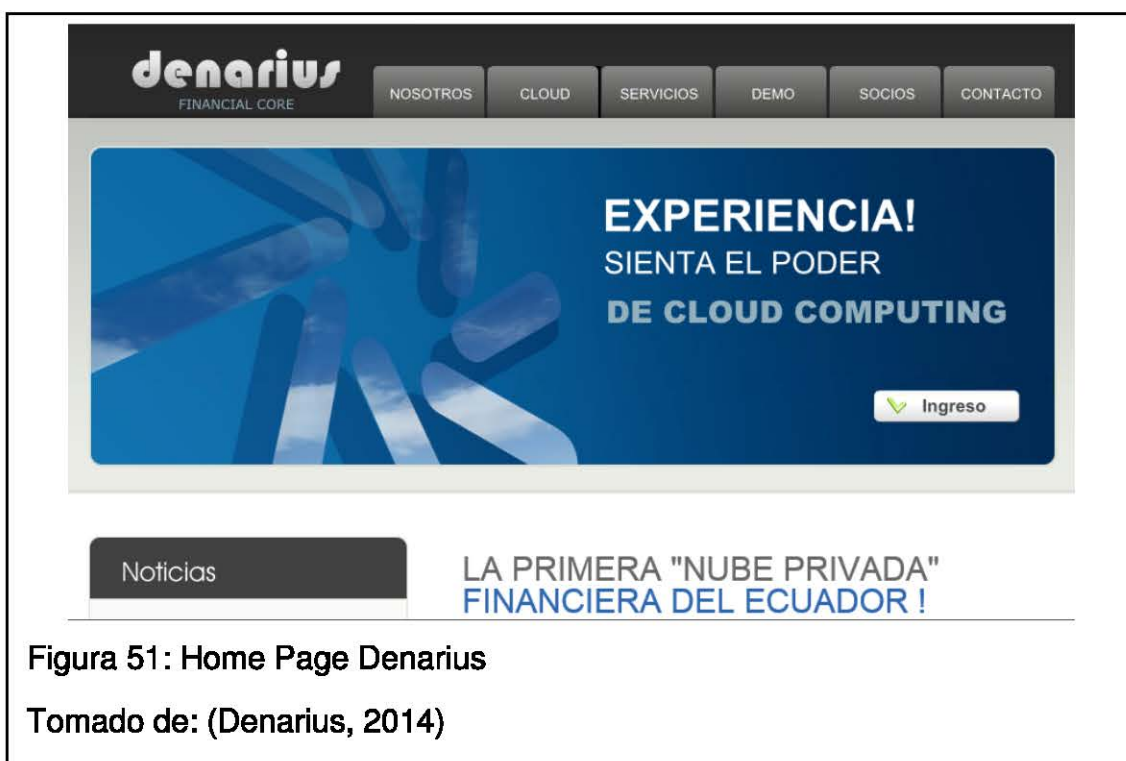 denarius
FINANCIAL CORE
NOSOTROS CLOUD SERVICIOS DEMO SOCIOS CONTACTO
EXPERIENCIA!
SIENTA EL PODER
DE CLOUD COMPUTING
Ingreso
Noticias
LA PRIMERA "NUBE PRIVADA"
FINANCIERA DEL ECUADOR !
Figura 51: Home Page Denarius
Tomado de: (Denarius, 2014)